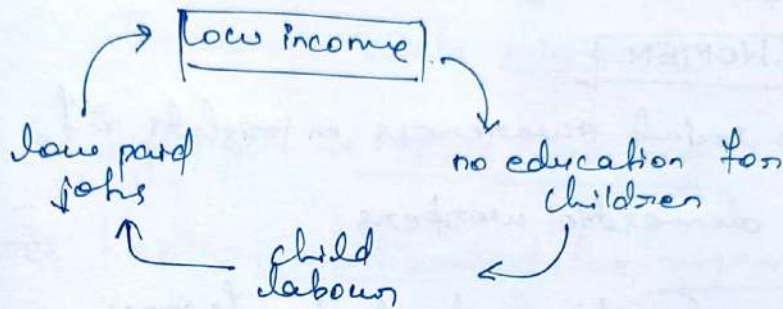 low income
low paid
jobs
no education for
children
child
labour